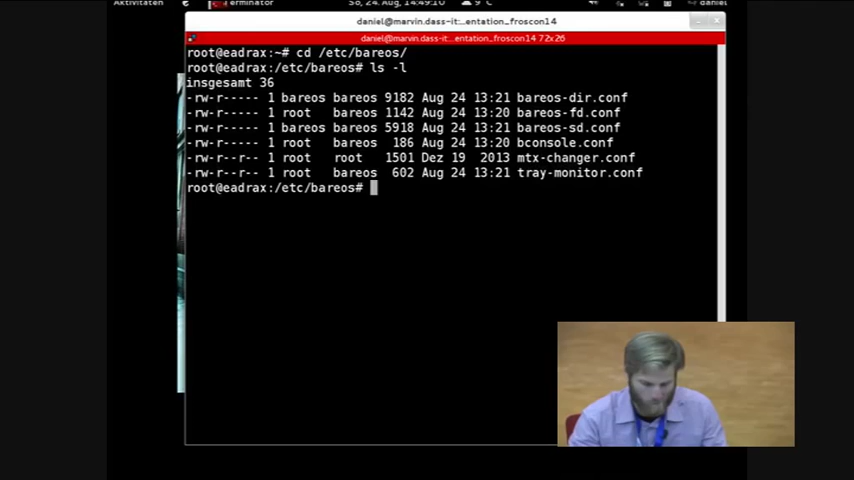 Aktivitäten
So, 24. Aug, 14:49:10
9 °C
daniel
daniel@marvin.dass-it:..entation_froscon14
daniel@marvin.dass-it:..entation_froscon14 72x26
root@eadrax:~# cd /etc/bareos/
root@eadrax:/etc/bareos# ls -l
insgesamt 36
-rw-r----- 1 bareos bareos 9182 Aug 24 13:21 bareos-dir.conf
-rw-r----- 1 root   bareos 1142 Aug 24 13:20 bareos-fd.conf
-rw-r----- 1 bareos bareos 5918 Aug 24 13:21 bareos-sd.conf
-rw-r----- 1 root   bareos  186 Aug 24 13:20 bconsole.conf
-rw-r--r-- 1 root   root   1501 Dez 19  2013 mtx-changer.conf
-rw-r--r-- 1 root   bareos  602 Aug 24 13:21 tray-monitor.conf
root@eadrax:/etc/bareos#